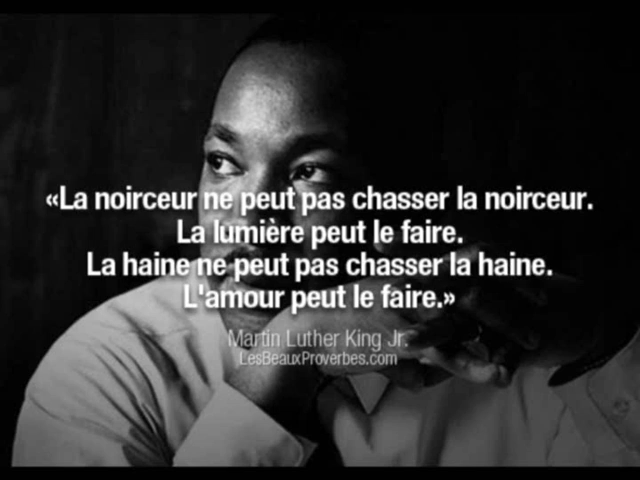 «La noirceur ne peut pas chasser la noirceur.
La lumière peut le faire.
La haine ne peut pas chasser la haine.
L'amour peut le faire.»
Martin Luther King Jr.
LesBeauxProverbes.com